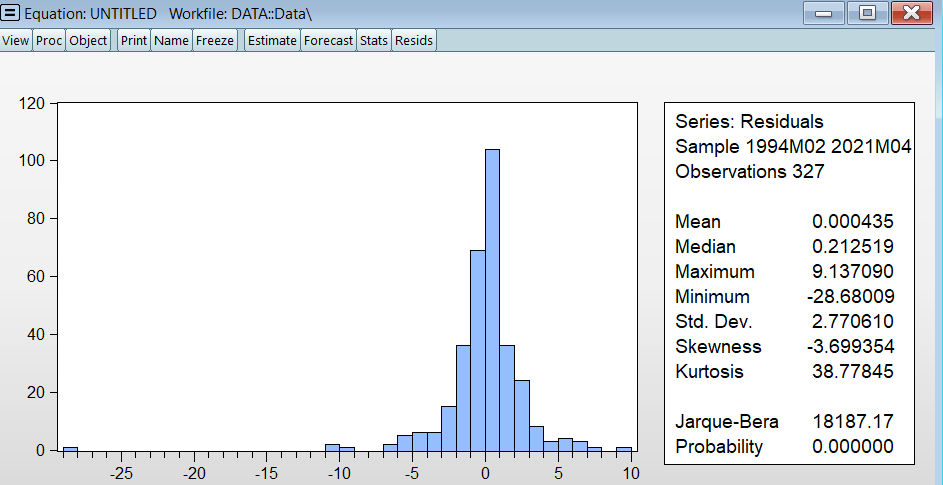 Equation: UNTITLED Workfile: DATA::Data\
View Proc Object Print Name Freeze Estimate Forecast Stats Resids
120
100
80
60
40
20
0
-25 -20 -15 -10 -5 0 5 10
Series: Residuals
Sample 1994M02 2021M04
Observations 327
Mean 0.000435
Median 0.212519
Maximum 9.137090
Minimum -28.68009
Std. Dev. 2.770610
Skewness -3.699354
Kurtosis 38.77845
Jarque-Bera 18187.17
Probability 0.000000